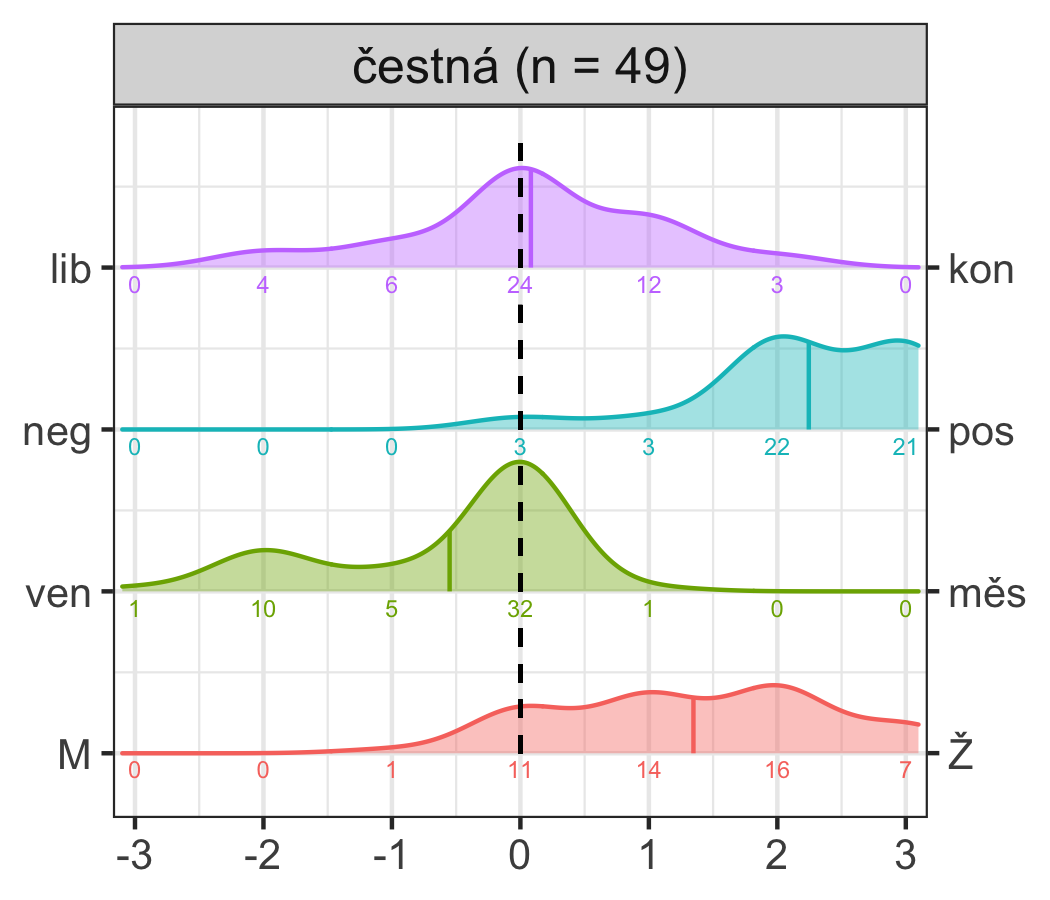 čestná (n = 49)
lib kon
0 4 6 24 12 3 0
neg pos
0 0 0 3 3 22 21
ven měs
1 10 5 32 1 0 0
M Ž
0 0 1 11 14 16 7
-3 -2 -1 0 1 2 3